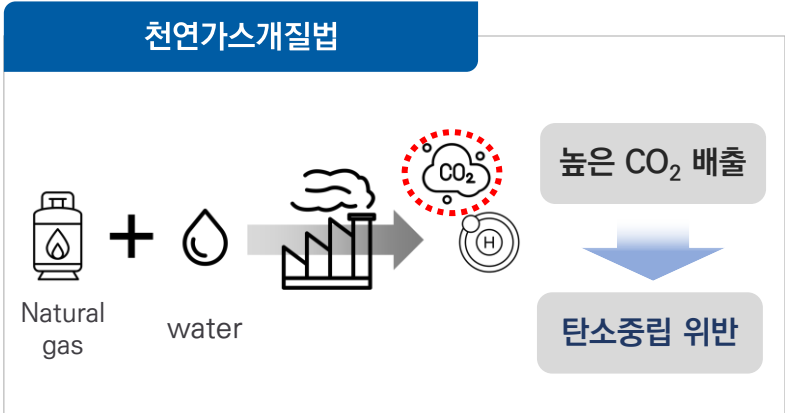 천연가스개질법
CO₂
H
높은 CO₂ 배출
Natural
gas
water
탄소중립 위반